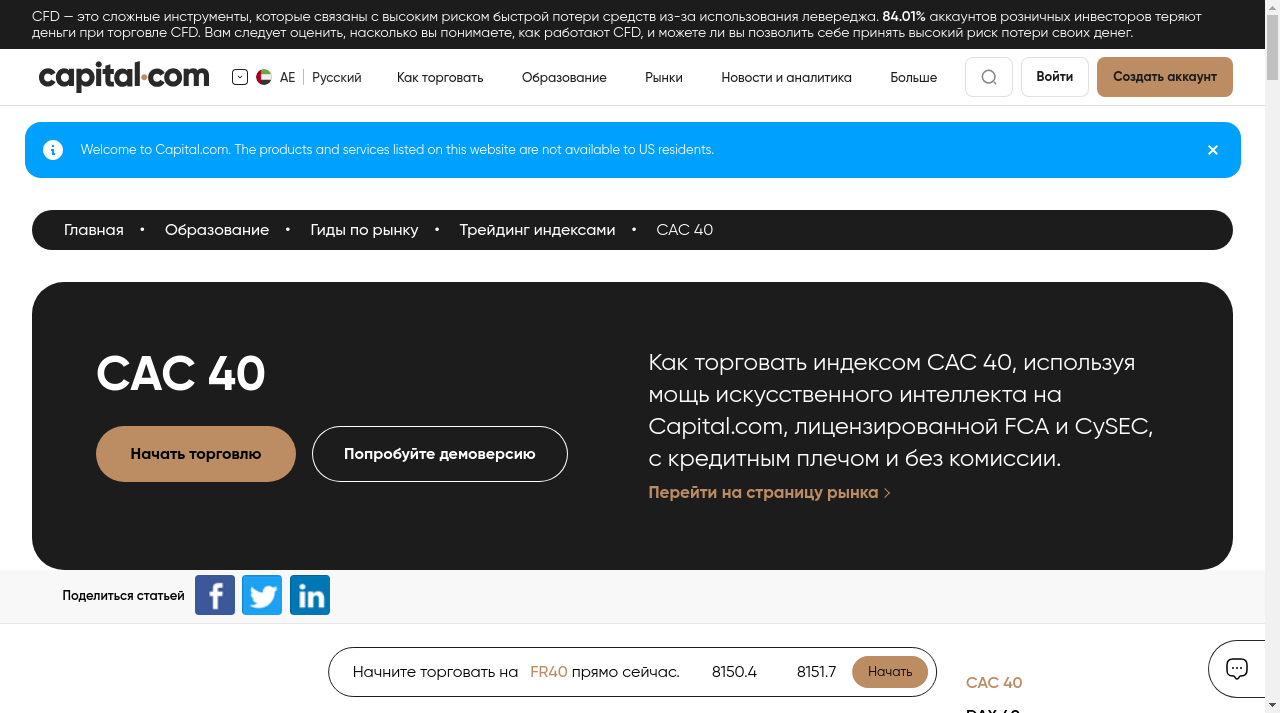 CFD — это сложные инструменты, которые связаны с высоким риском быстрой потери средств из-за использования левереджа. 84.01% аккаунтов розничных инвесторов теряют
деньги при торговле CFD. Вам следует оценить, насколько вы понимаете, как работают CFD, и можете ли вы позволить себе принять высокий риск потери своих денег.
capital.com AE Русский Как торговать Образование Рынки Новости и аналитика Больше Войти Создать аккаунт
Welcome to Capital.com. The products and services listed on this website are not available to US residents.
Главная • Образование • Гиды по рынку • Трейдинг индексами • CAC 40
CAC 40
Начать торговлю Попробуйте демоверсию
Как торговать индексом CAC 40, используя
мощь искусственного интеллекта на
Capital.com, лицензированной FCA и CySEC,
с кредитным плечом и без комиссии.
Перейти на страницу рынка
Поделиться статьей
Начните торговать на FR40 прямо сейчас. 8150.4 8151.7 Начать
CAC 40
DAX 40